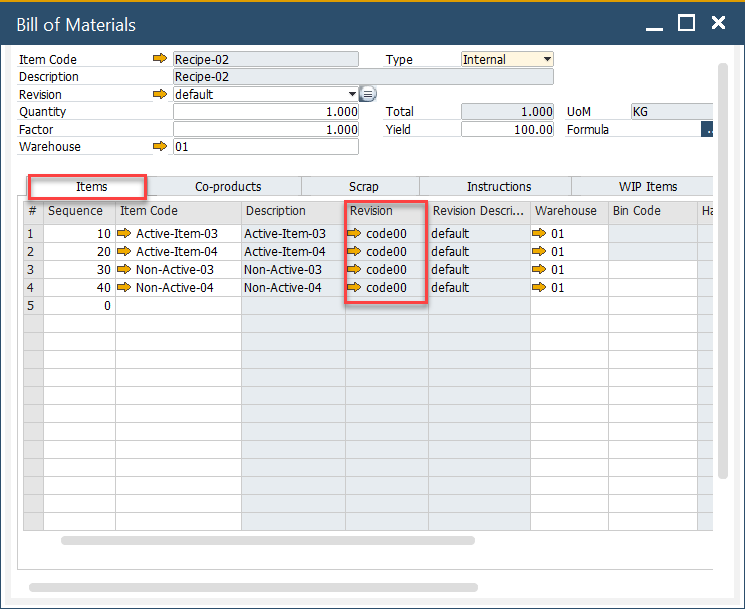 Bill of Materials
Item Code Recipe-02 Type Internal
Description Recipe-02
Revision default
Quantity 1.000 Total 1.000 UoM KG
Factor 1.000 Yield 100.00 Formula ..
Warehouse 01
Items Co-products Scrap Instructions WIP Items
# Sequence Item Code Description Revision Revision Descri... Warehouse Bin Code
1 10 Active-Item-03 Active-Item-03 code00 default 01
2 20 Active-Item-04 Active-Item-04 code00 default 01
3 30 Non-Active-03 Non-Active-03 code00 default 01
4 40 Non-Active-04 Non-Active-04 code00 default 01
5 0